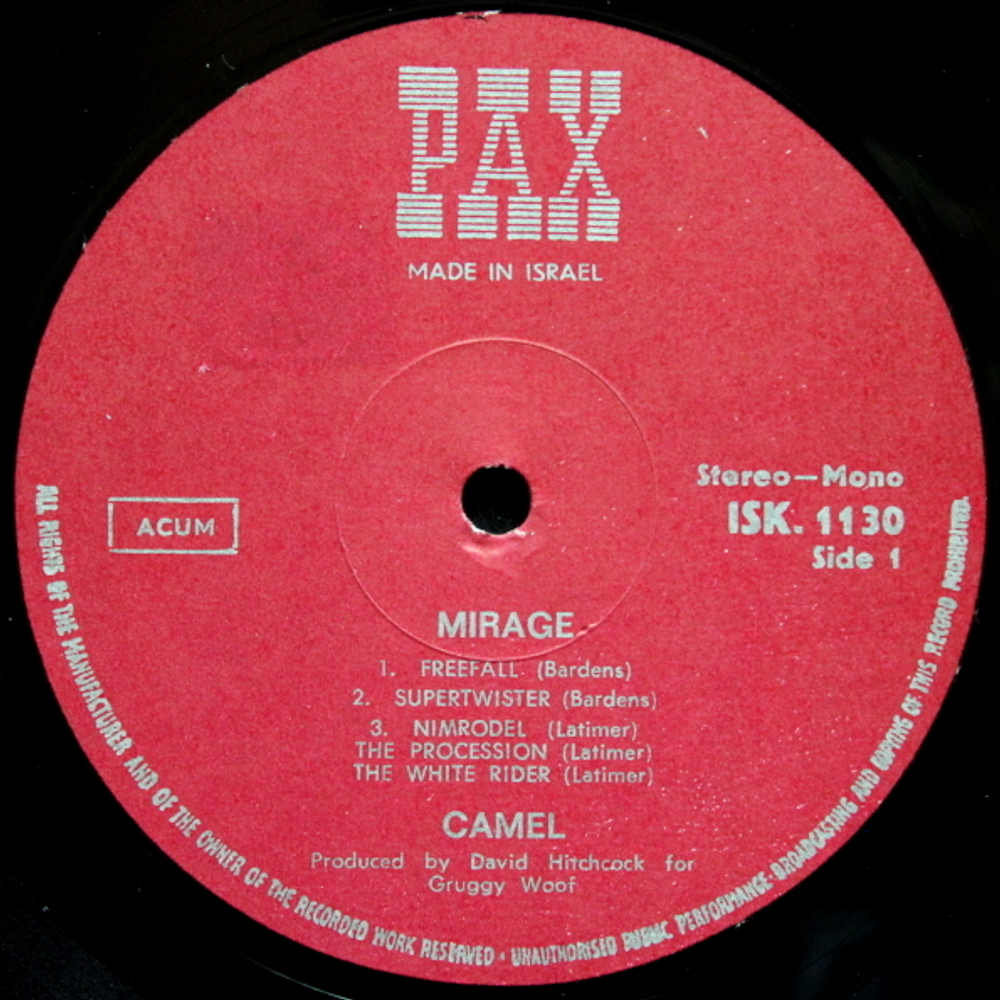 PAX
MADE IN ISRAEL
Stereo—Mono
ISK. 1130
Side 1
ACUM
MIRAGE
1. FREEFALL (Bardens)
2. SUPERTWISTER (Bardens)
3. NIMRODEL (Latimer)
THE PROCESSION (Latimer)
THE WHITE RIDER (Latimer)
CAMEL
Produced by David Hitchcock for
Gruggy Woof
ALL RIGHTS OF THE MANUFACTURER AND OF THE OWNER OF THE RECORDED WORK RESERVED · UNAUTHORISED PUBLIC PERFORMANCE·BROADCASTING AND COPYING OF THIS RECORD PROHIBITED.